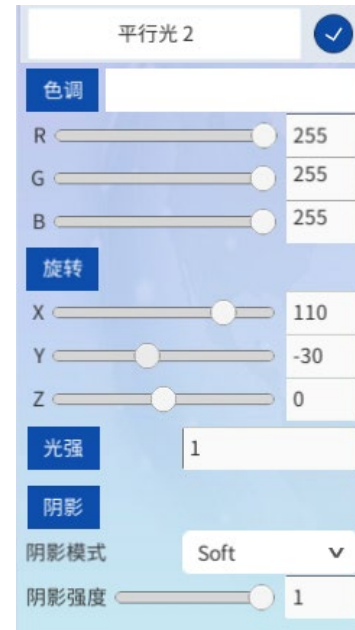 平行光 2
色调
R 255
G 255
B 255
旋转
X 110
Y -30
Z 0
光强 1
阴影
阴影模式 Soft
阴影强度 1